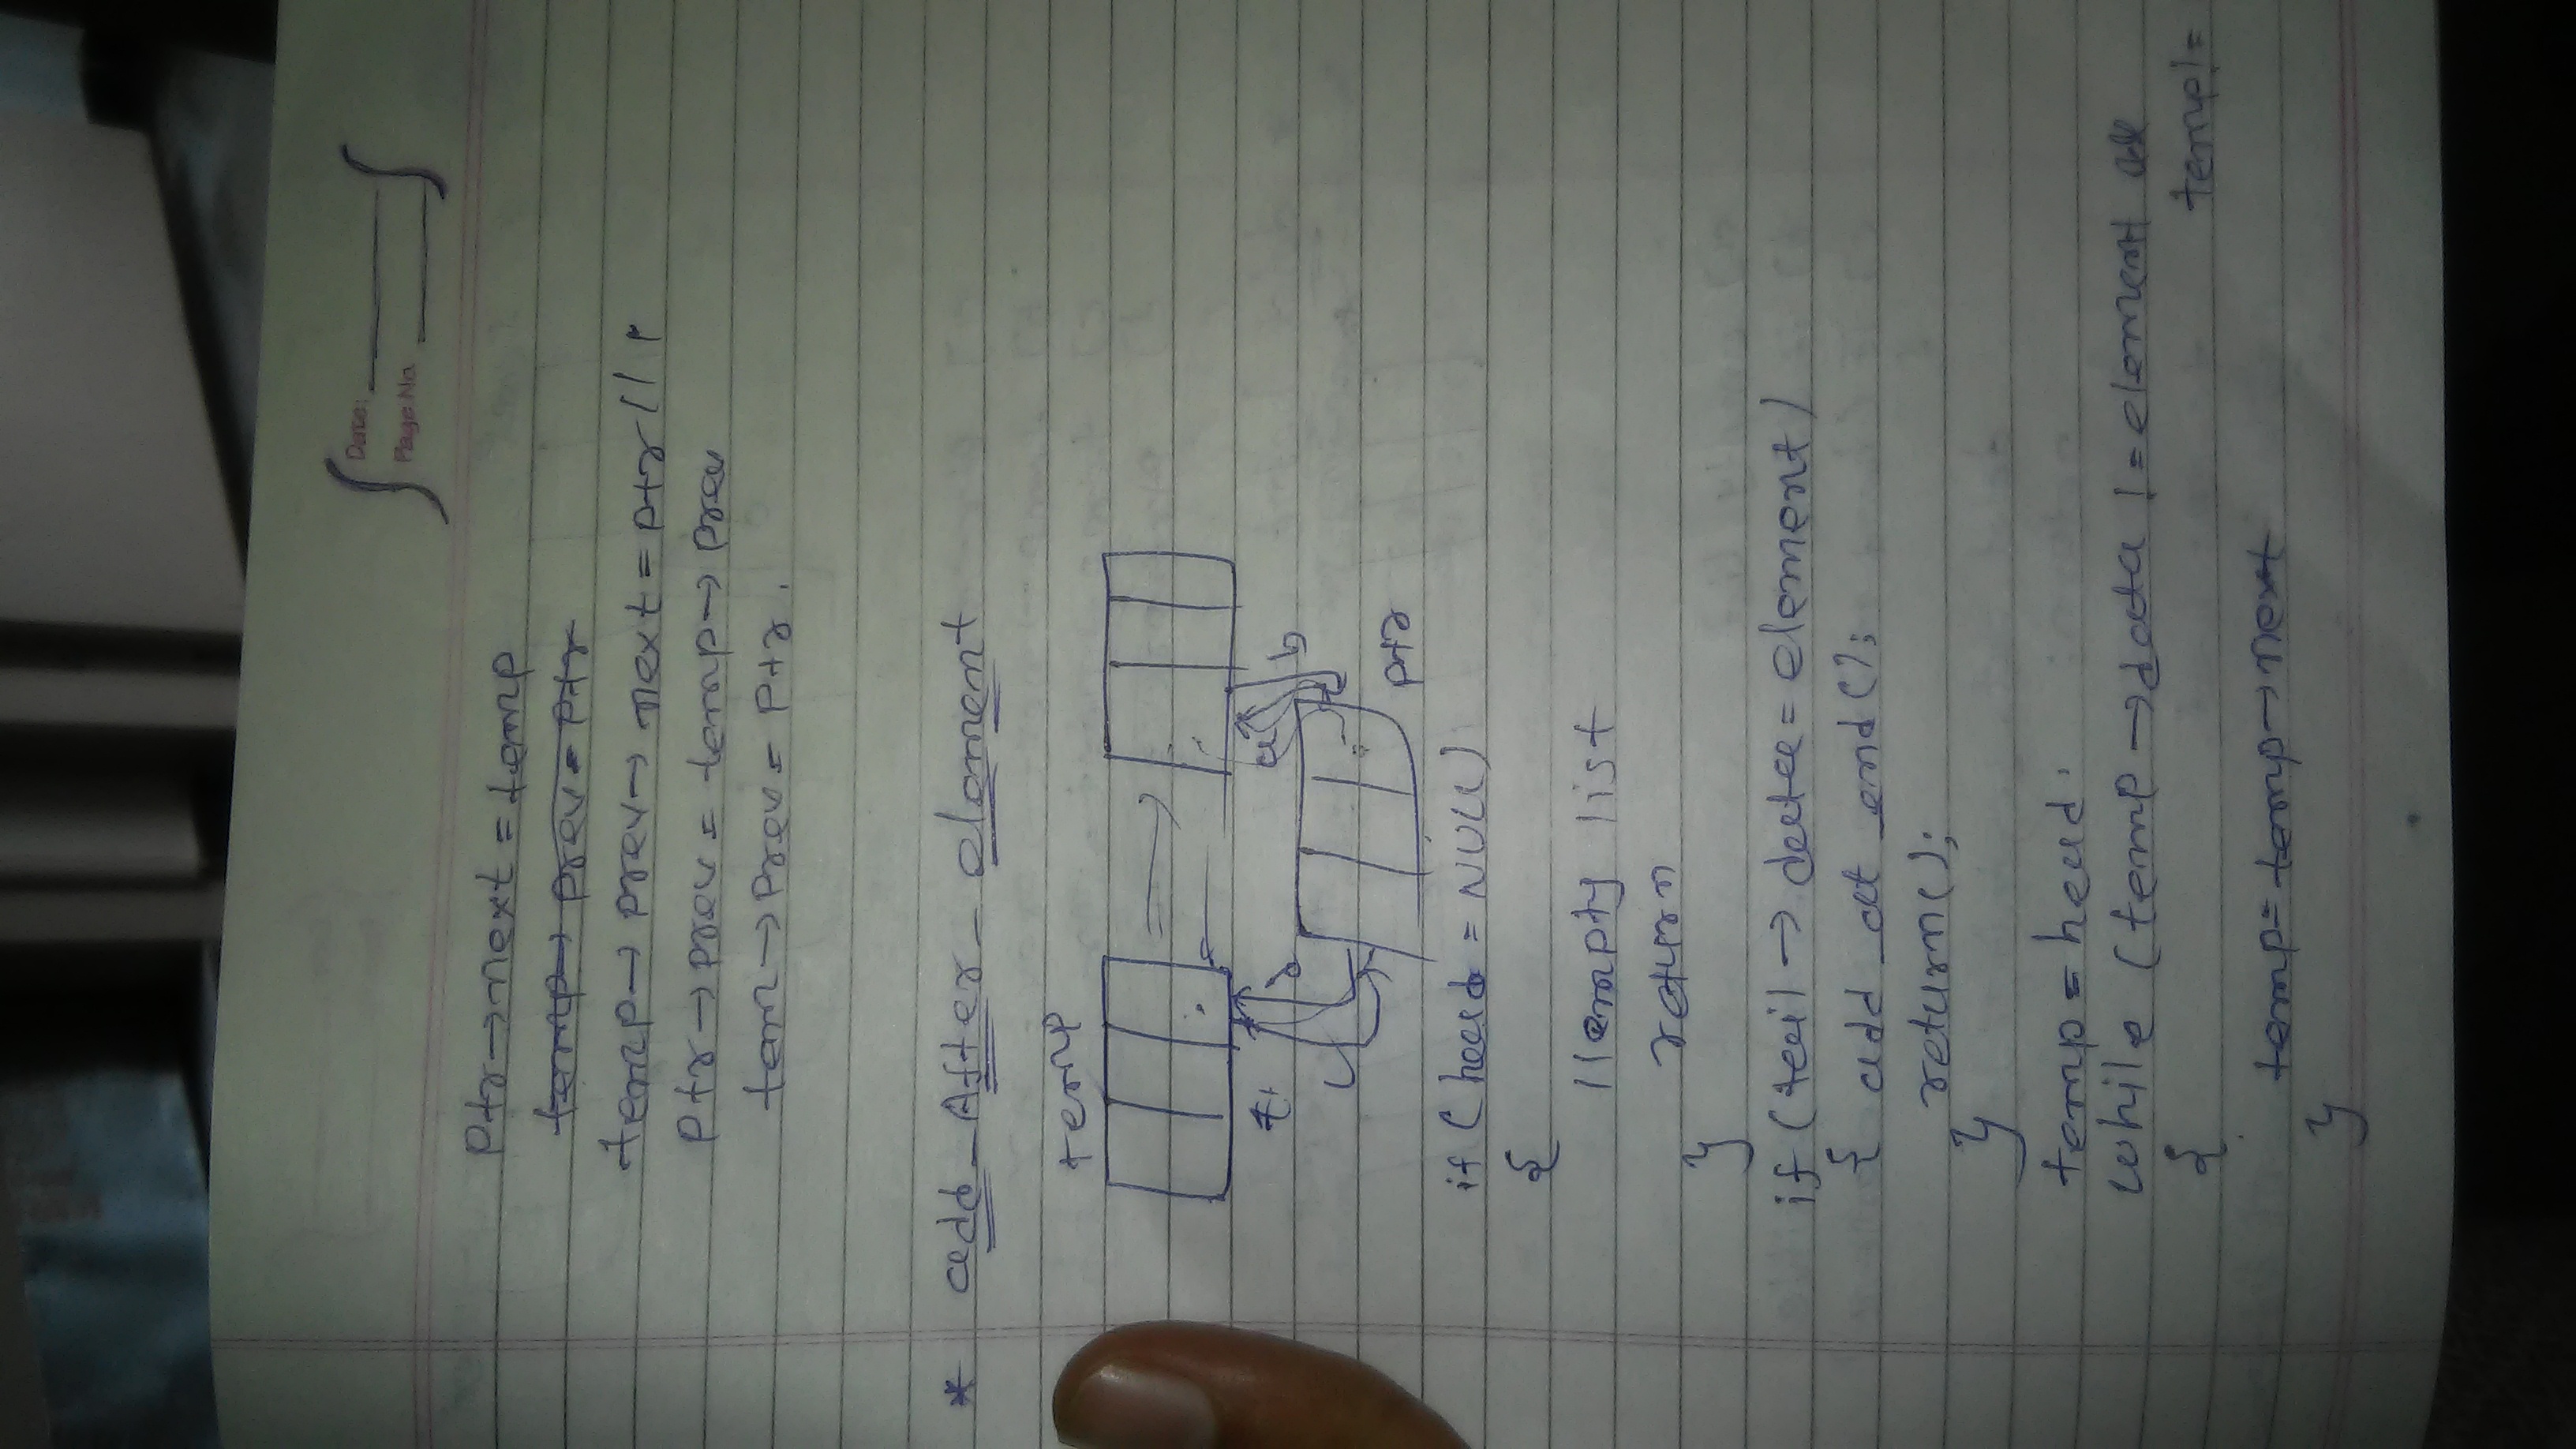 Date:
Page No.
ptr→next = temp
temp→ prev = ptr
temp→ prev→ next = ptr //
ptr→prev = temp→ prev
tem→prev = ptr.
* add_After_element
temp
a b
d
ptr
if (head = NULL)
{
//empty list
return
}
if (tail → data = element)
{ add_at_end();
return();
}
temp = head.
while (temp →data != element &&
{ temp!=
temp= temp→next
}